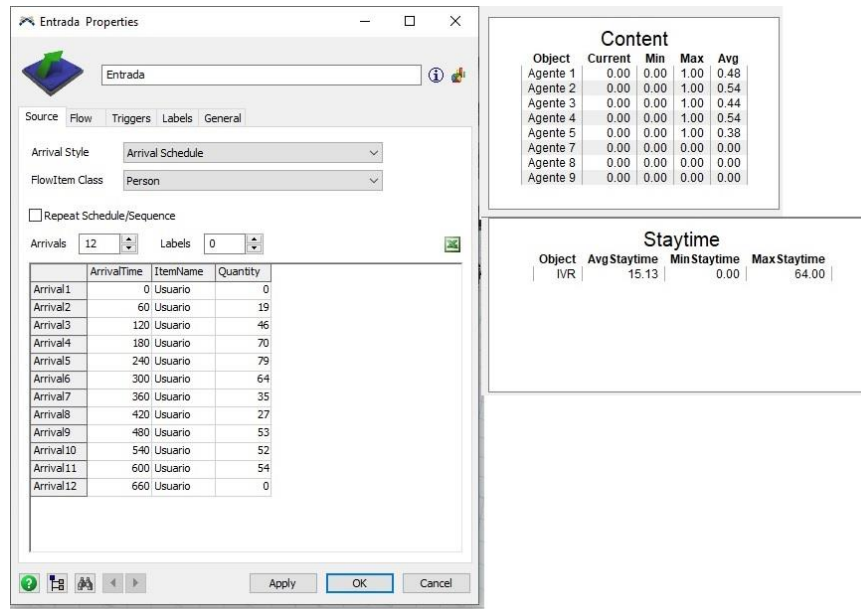 Entrada Properties
Entrada
Source Flow Triggers Labels General
Arrival Style Arrival Schedule
FlowItem Class Person
Repeat Schedule/Sequence
Arrivals 12 Labels 0
ArrivalTime ItemName Quantity
Arrival1 0 Usuario 0
Arrival2 60 Usuario 19
Arrival3 120 Usuario 46
Arrival4 180 Usuario 70
Arrival5 240 Usuario 79
Arrival6 300 Usuario 64
Arrival7 360 Usuario 35
Arrival8 420 Usuario 27
Arrival9 480 Usuario 53
Arrival10 540 Usuario 52
Arrival11 600 Usuario 54
Arrival12 660 Usuario 0
Apply OK Cancel
Content
Object Current Min Max Avg
Agente 1 0.00 0.00 1.00 0.48
Agente 2 0.00 0.00 1.00 0.54
Agente 3 0.00 0.00 1.00 0.44
Agente 4 0.00 0.00 1.00 0.54
Agente 5 0.00 0.00 1.00 0.38
Agente 7 0.00 0.00 0.00 0.00
Agente 8 0.00 0.00 0.00 0.00
Agente 9 0.00 0.00 0.00 0.00
Staytime
Object AvgStaytime MinStaytime MaxStaytime
IVR 15.13 0.00 64.00